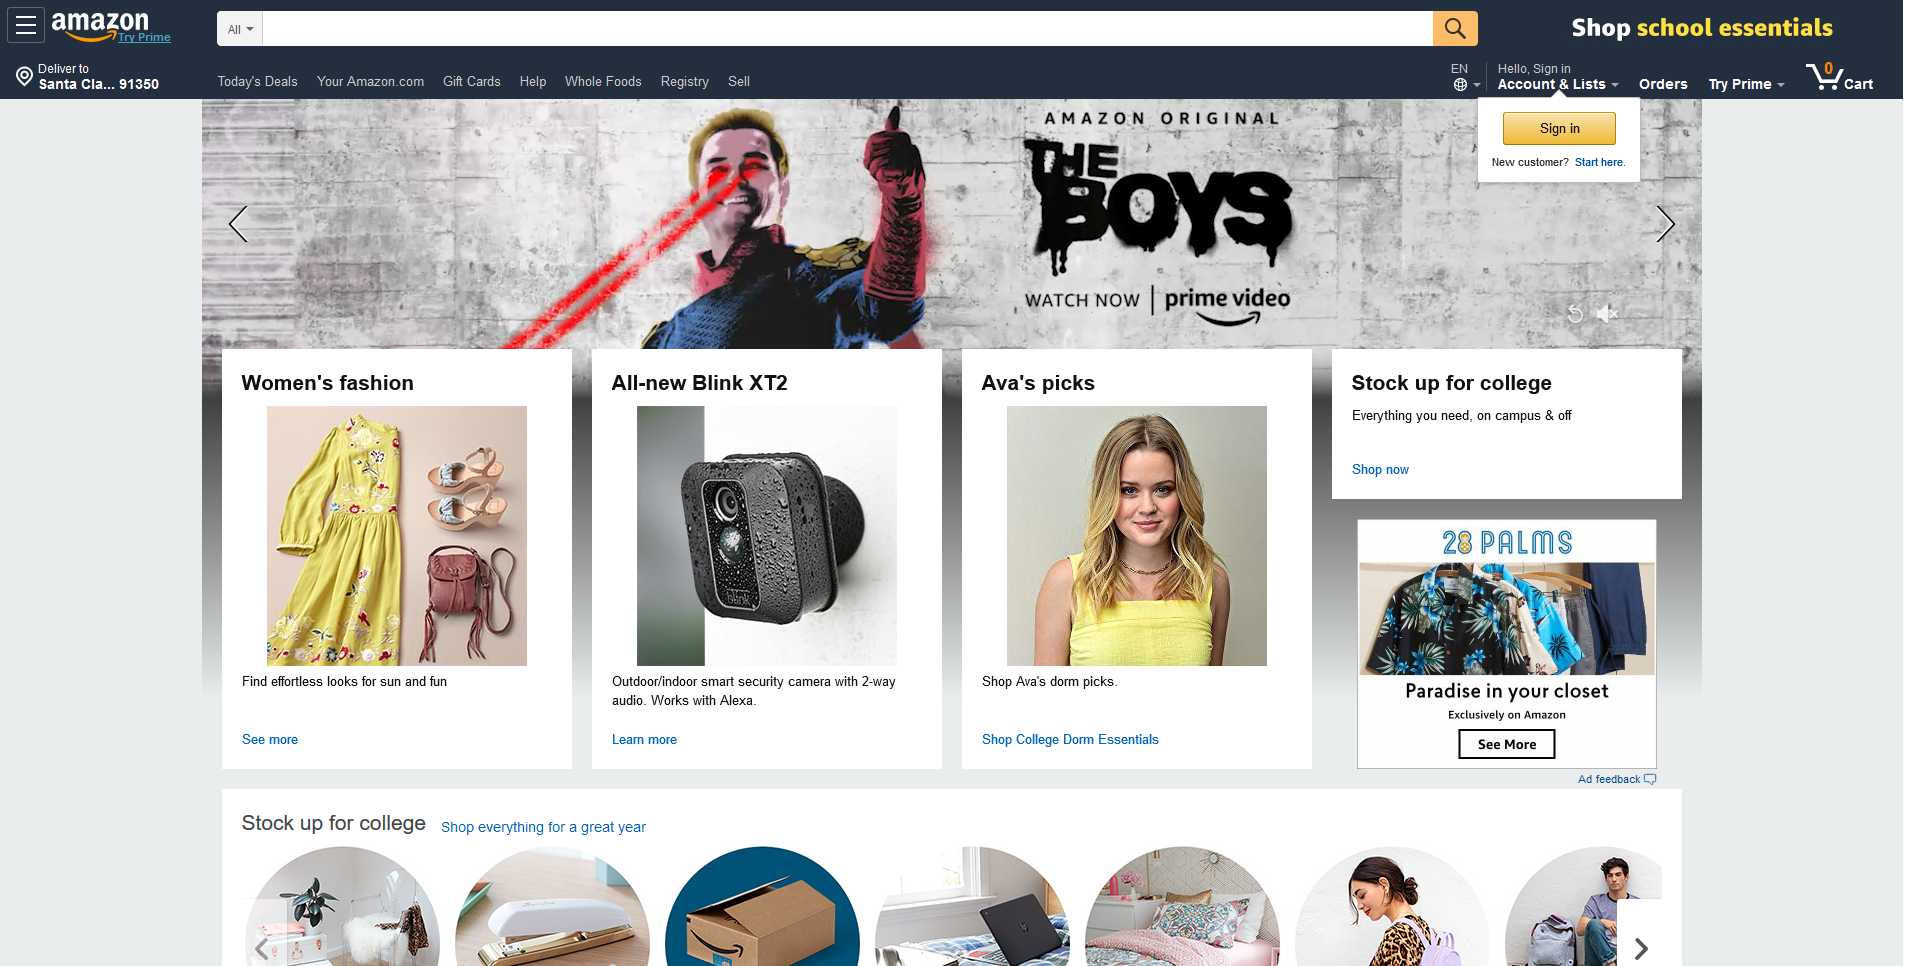 amazon
Try Prime
All
Shop school essentials
Deliver to
Santa Cla... 91350
Today's Deals
Your Amazon.com
Gift Cards
Help
Whole Foods
Registry
Sell
EN
Hello, Sign in
Account & Lists
Orders
Try Prime
0
Cart
Sign in
New customer? Start here.
AMAZON ORIGINAL
THE
BOYS
WATCH NOW | prime video
Women's fashion
Find effortless looks for sun and fun
See more
All-new Blink XT2
blink
Outdoor/indoor smart security camera with 2-way
audio. Works with Alexa.
Learn more
Ava's picks
Shop Ava's dorm picks.
Shop College Dorm Essentials
Stock up for college
Everything you need, on campus & off
Shop now
28 PALMS
Paradise in your closet
Exclusively on Amazon
See More
Ad feedback
Stock up for college
Shop everything for a great year